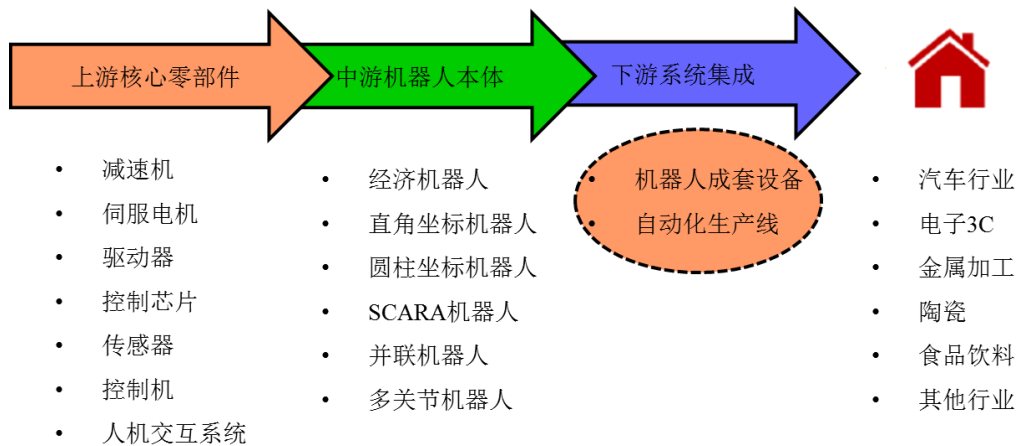 上游核心零部件
中游机器人本体
下游系统集成
• 减速机
• 伺服电机
• 驱动器
• 控制芯片
• 传感器
• 控制机
• 人机交互系统
• 经济机器人
• 直角坐标机器人
• 圆柱坐标机器人
• SCARA机器人
• 并联机器人
• 多关节机器人
• 机器人成套设备
• 自动化生产线
• 汽车行业
• 电子3C
• 金属加工
• 陶瓷
• 食品饮料
• 其他行业